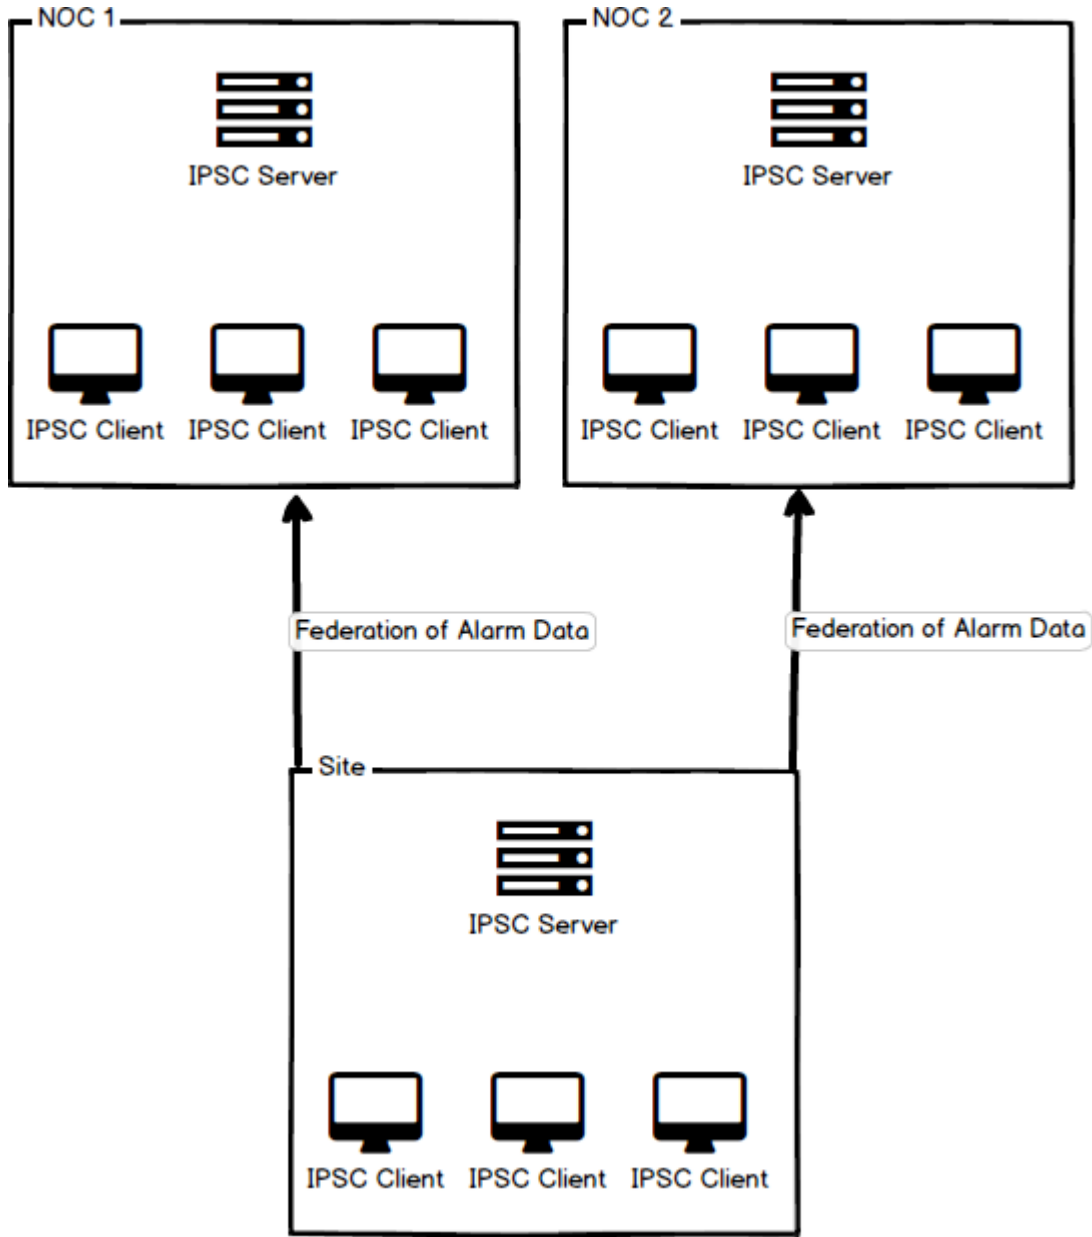 NOC 1
NOC 2
IPSC Server
IPSC Server
IPSC Client IPSC Client IPSC Client
IPSC Client IPSC Client IPSC Client
Federation of Alarm Data
Federation of Alarm Data
Site
IPSC Server
IPSC Client IPSC Client IPSC Client